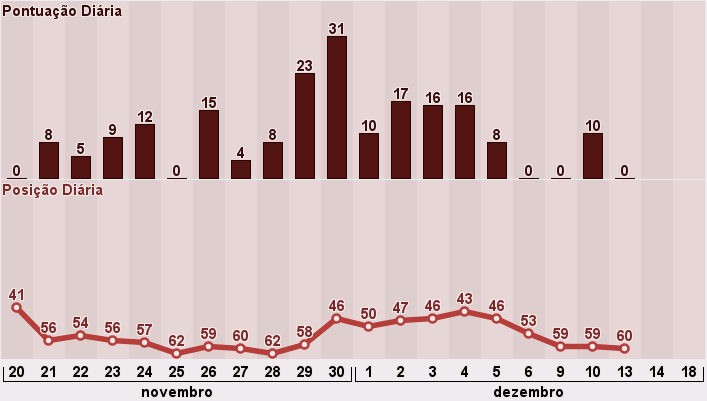 Pontuação Diária
0 8 5 9 12 0 15 4 8 23 31 10 17 16 16 8 0 0 10 0
Posição Diária
41 56 54 56 57 62 59 60 62 58 46 50 47 46 43 46 53 59 59 60
20 21 22 23 24 25 26 27 28 29 30 1 2 3 4 5 6 9 10 13 14 18
novembro dezembro